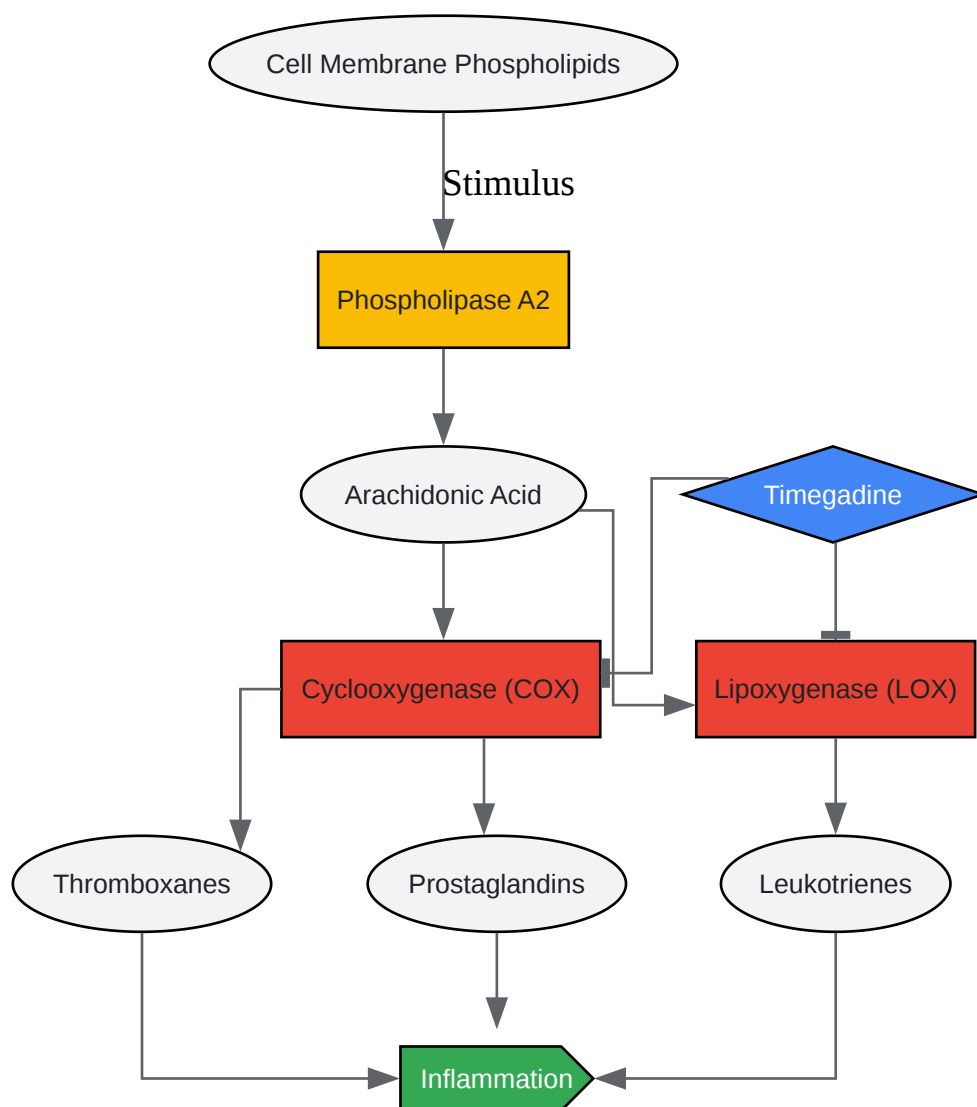 Cell Membrane Phospholipids
Stimulus
Phospholipase A2
Arachidonic Acid
Timegadine
Cyclooxygenase (COX)
Lipoxygenase (LOX)
Thromboxanes
Prostaglandins
Leukotrienes
Inflammation